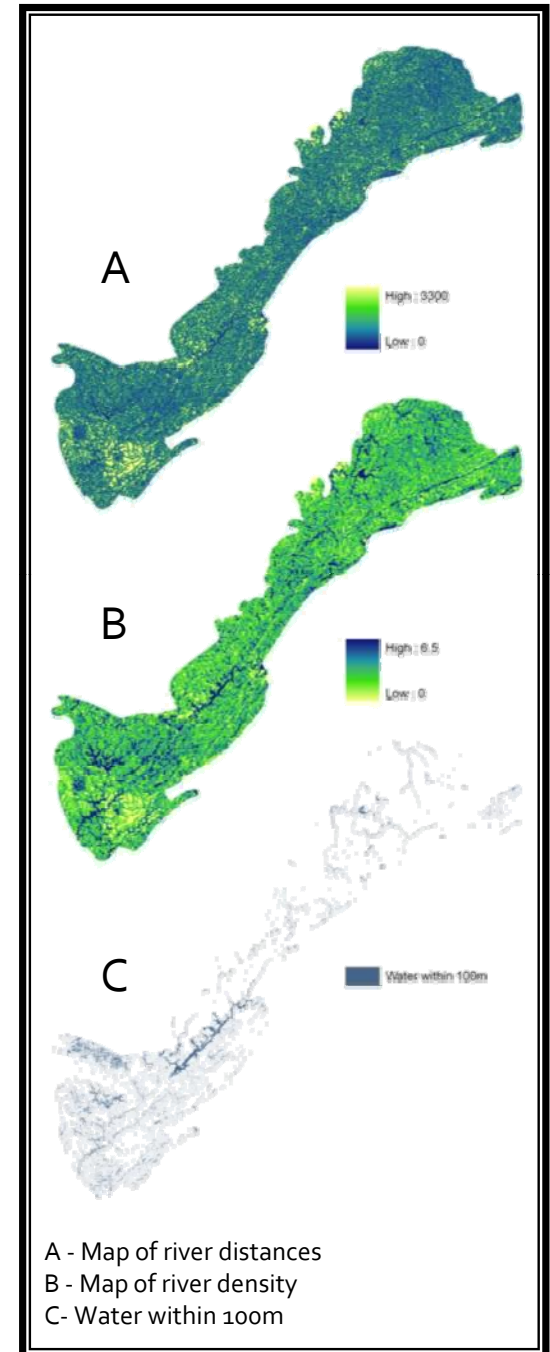 A
High : 3300
Low : 0
B
High : 6.5
Low : 0
C
Water within 100m
A - Map of river distances
B - Map of river density
C- Water within 100m